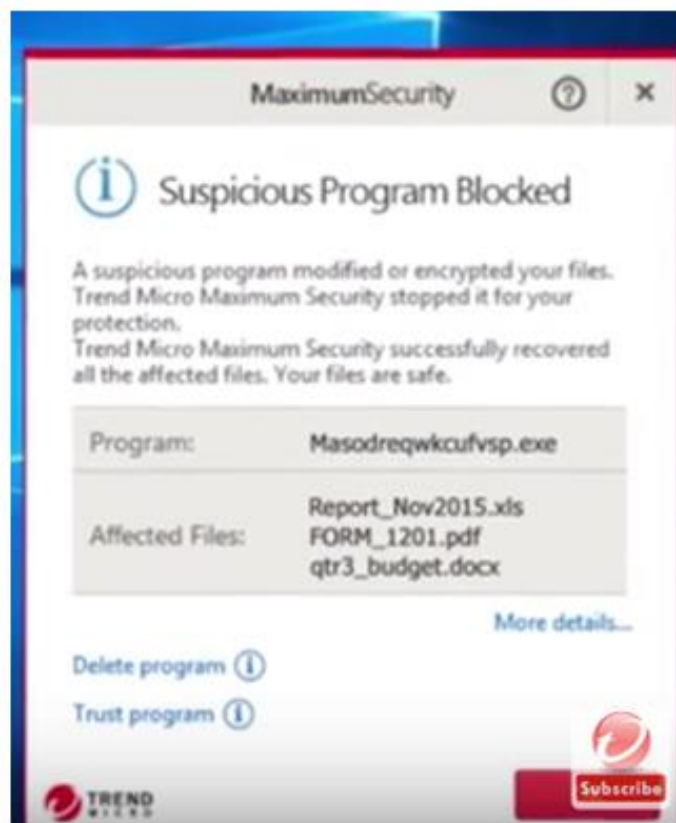 MaximumSecurity
Suspicious Program Blocked
A suspicious program modified or encrypted your files.
Trend Micro Maximum Security stopped it for your
protection.
Trend Micro Maximum Security successfully recovered
all the affected files. Your files are safe.
Program: Masodreqwkcufvsp.exe
Affected Files: Report_Nov2015.xls
FORM_1201.pdf
qtr3_budget.docx
More details...
Delete program
Trust program
Subscribe
TREND
MICRO